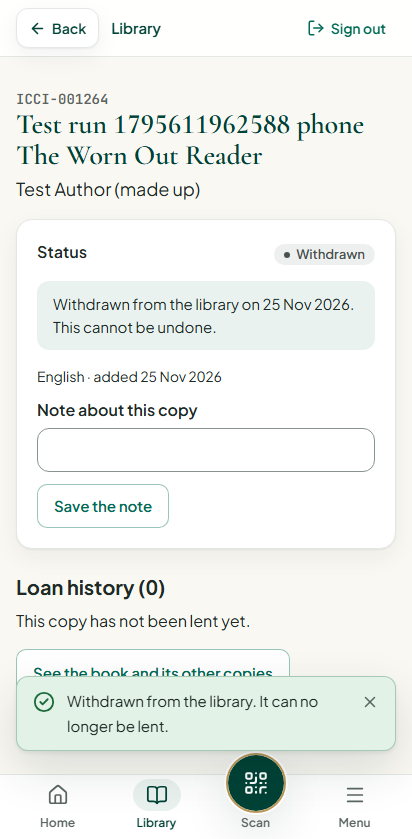 Back
Library
Sign out
ICCI-001264
Test run 1795611962588 phone
The Worn Out Reader
Test Author (made up)
Status
Withdrawn
Withdrawn from the library on 25 Nov 2026.
This cannot be undone.
English · added 25 Nov 2026
Note about this copy
Save the note
Loan history (0)
This copy has not been lent yet.
See the book and its other copies
Withdrawn from the library. It can no
longer be lent.
Home
Library
Scan
Menu